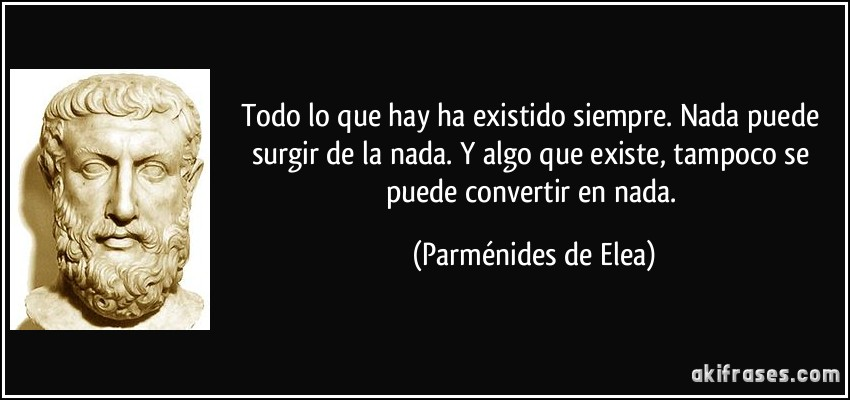 Todo lo que hay ha existido siempre. Nada puede
surgir de la nada. Y algo que existe, tampoco se
puede convertir en nada.
(Parménides de Elea)
akifrases.com